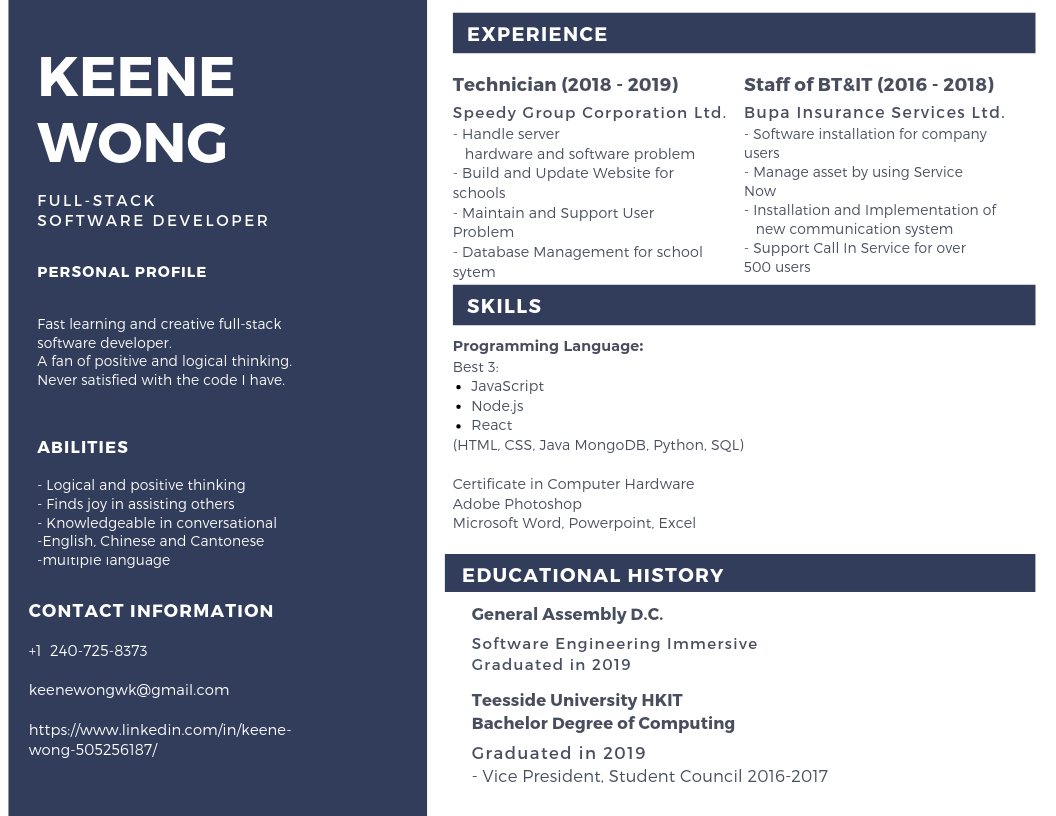 KEENE
WONG
FULL-STACK
SOFTWARE DEVELOPER
PERSONAL PROFILE
Fast learning and creative full-stack
software developer.
A fan of positive and logical thinking.
Never satisfied with the code I have.
ABILITIES
- Logical and positive thinking
- Finds joy in assisting others
- Knowledgeable in conversational
-English, Chinese and Cantonese
-multiple language
CONTACT INFORMATION
+1 240-725-8373
keenewongwk@gmail.com
https://www.linkedin.com/in/keene-
wong-505256187/
EXPERIENCE
Technician (2018 - 2019)
Speedy Group Corporation Ltd.
- Handle server
hardware and software problem
- Build and Update Website for
schools
- Maintain and Support User
Problem
- Database Management for school
sytem
Staff of BT&IT (2016 - 2018)
Bupa Insurance Services Ltd.
- Software installation for company
users
- Manage asset by using Service
Now
- Installation and Implementation of
new communication system
- Support Call In Service for over
500 users
SKILLS
Programming Language:
Best 3:
• JavaScript
• Node.js
• React
(HTML, CSS, Java MongoDB, Python, SQL)
Certificate in Computer Hardware
Adobe Photoshop
Microsoft Word, Powerpoint, Excel
EDUCATIONAL HISTORY
General Assembly D.C.
Software Engineering Immersive
Graduated in 2019
Teesside University HKIT
Bachelor Degree of Computing
Graduated in 2019
- Vice President, Student Council 2016-2017